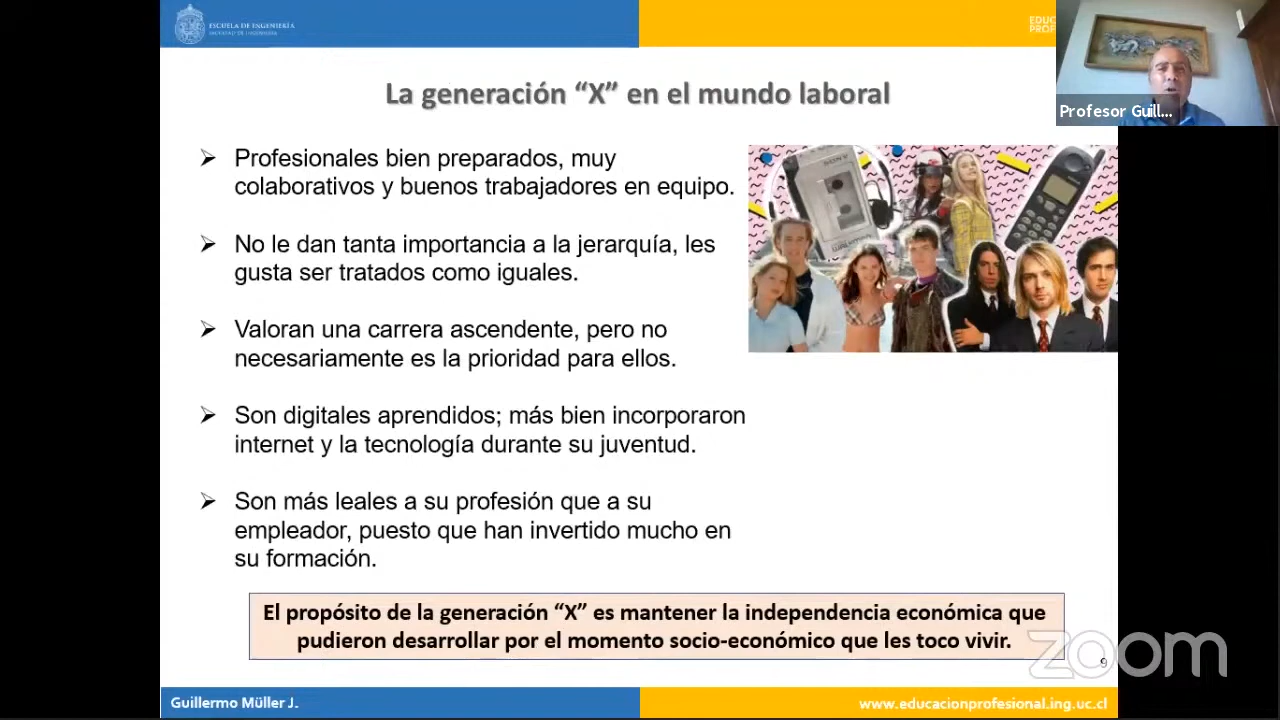 ESCUELA DE INGENIERÍA
FACULTAD DE INGENIERÍA
EDUC
PROF
La generación “X” en el mundo laboral
Profesor Guill...
Profesionales bien preparados, muy
colaborativos y buenos trabajadores en equipo.
No le dan tanta importancia a la jerarquía, les
gusta ser tratados como iguales.
Valoran una carrera ascendente, pero no
necesariamente es la prioridad para ellos.
Son digitales aprendidos; más bien incorporaron
internet y la tecnología durante su juventud.
Son más leales a su profesión que a su
empleador, puesto que han invertido mucho en
su formación.
SONY
El propósito de la generación “X” es mantener la independencia económica que
pudieron desarrollar por el momento socio-económico que les toco vivir.
zoom
9
Guillermo Müller J.
www.educacionprofesional.ing.uc.cl